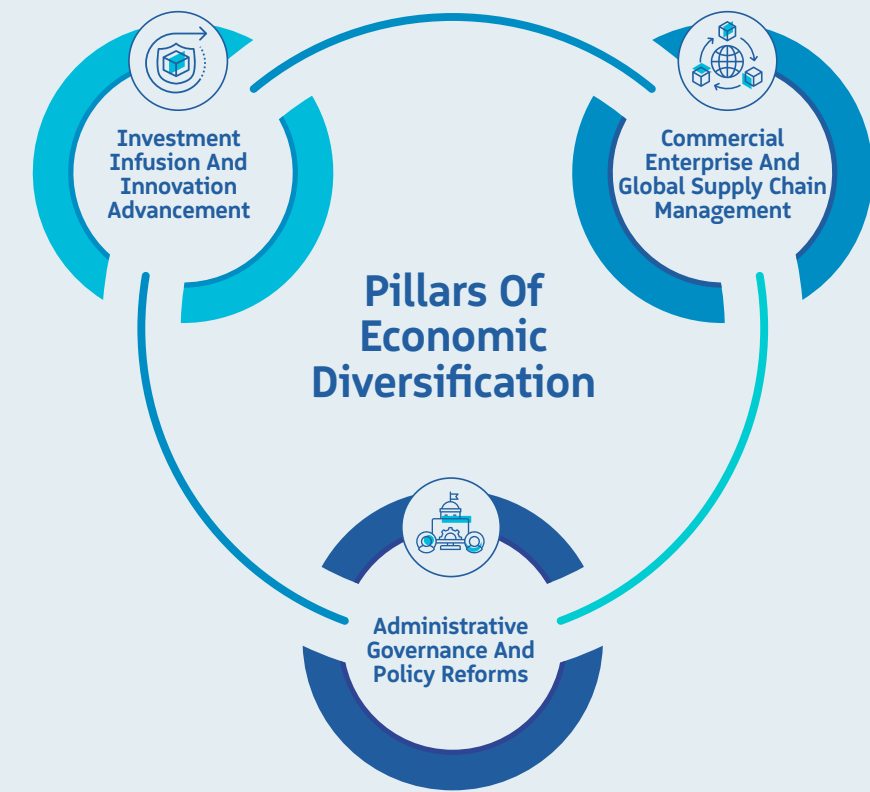 Investment
Infusion And
Innovation
Advancement
Commercial
Enterprise And
Global Supply Chain
Management
Pillars Of
Economic
Diversification
Administrative
Governance And
Policy Reforms